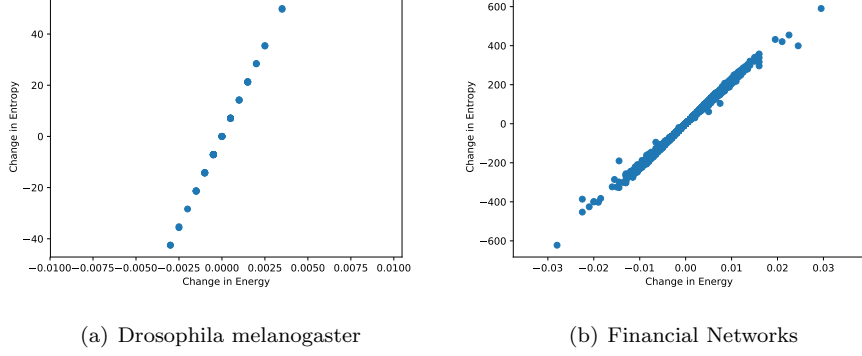 40
20
0
−20
−40
Change in Entropy
−0.0100−0.0075−0.0050−0.0025 0.0000 0.0025 0.0050 0.0075 0.0100
Change in Energy
600
400
200
0
−200
−400
−600
Change in Entropy
−0.03 −0.02 −0.01 0.00 0.01 0.02 0.03
Change in Energy
(a) Drosophila melanogaster
(b) Financial Networks